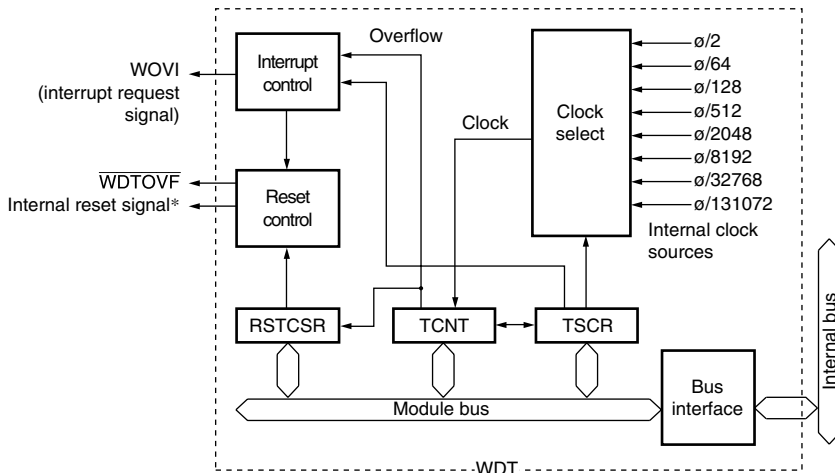 Overflow
Interrupt
control
WOVI
(interrupt request
signal)
Clock
Clock
select
ø/2
ø/64
ø/128
ø/512
ø/2048
ø/8192
ø/32768
ø/131072
Internal clock
sources
WDTOVF
Internal reset signal*
Reset
control
RSTCSR
TCNT
TSCR
Module bus
Bus
interface
Internal bus
WDT